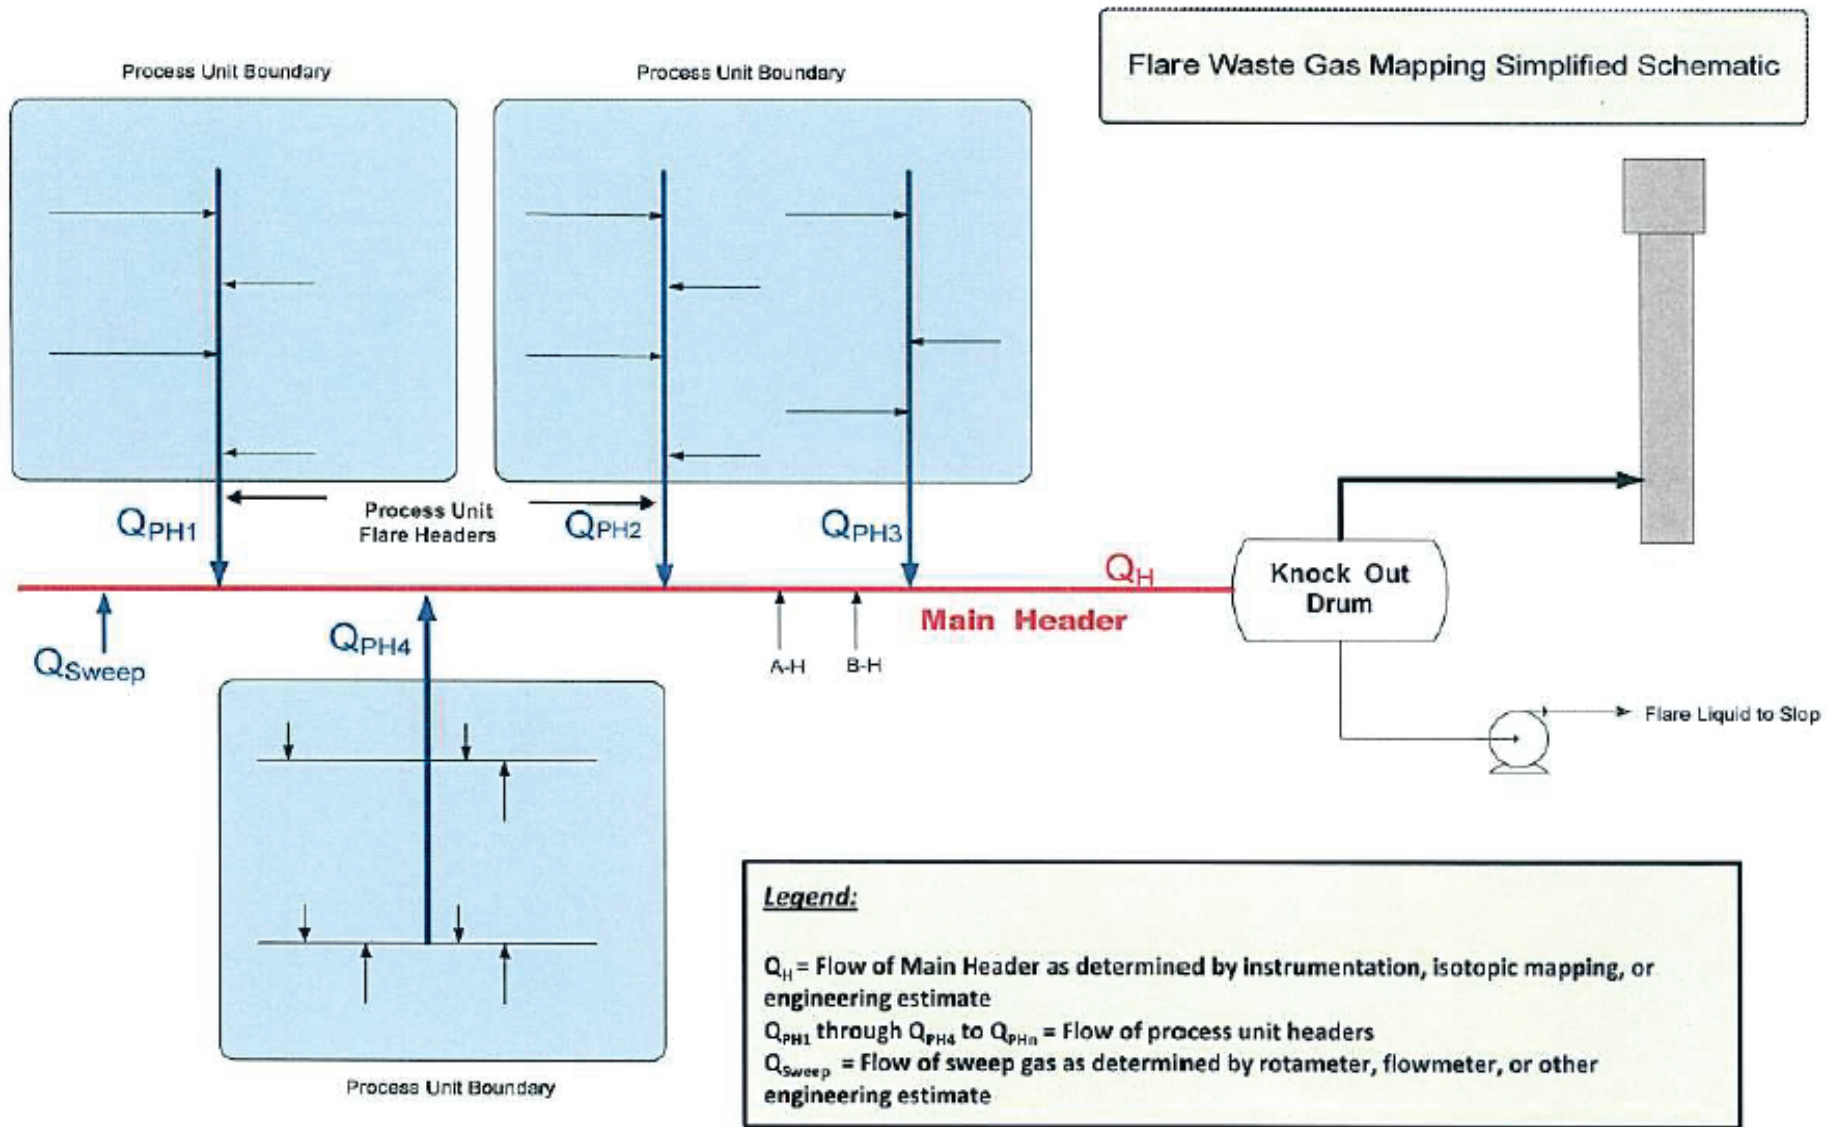 Flare Waste Gas Mapping Simplified Schematic
Process Unit Boundary
Process Unit Boundary
QPH1
Process Unit
Flare Headers
QPH2
QPH3
QH
Main Header
Knock Out
Drum
QSweep
QPH4
A-H
B-H
Flare Liquid to Slop
Process Unit Boundary
Legend:
QH = Flow of Main Header as determined by instrumentation, isotopic mapping, or
engineering estimate
QPH1 through QPH4 to QPHn = Flow of process unit headers
QSweep = Flow of sweep gas as determined by rotameter, flowmeter, or other
engineering estimate